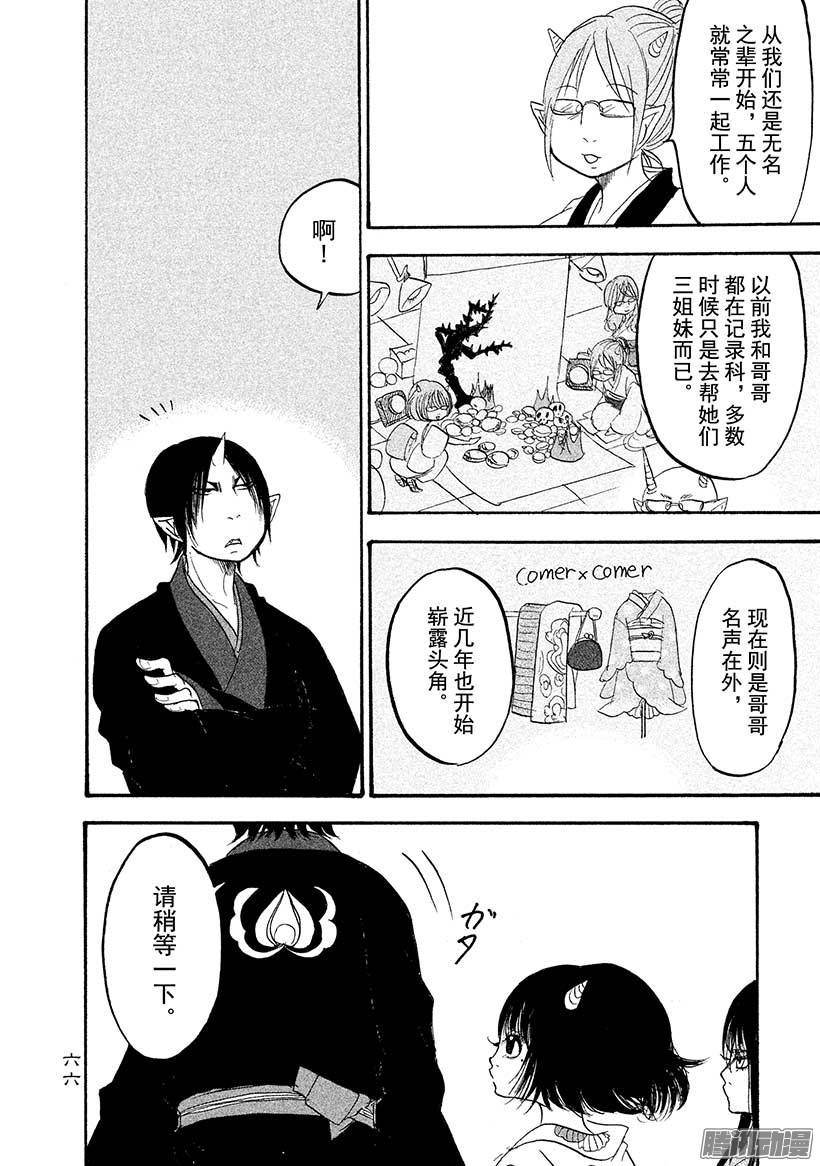 从我们还是无名
之辈开始，五个人
就常常一起工作。
以前我和哥哥
都在记录科，多数
时候只是去帮她们
三姐妹而已。
comer x comer
现在则是哥哥
名声在外，
近几年也开始
崭露头角。
啊！
ガタ
请稍等一下。
六六
腾讯动漫